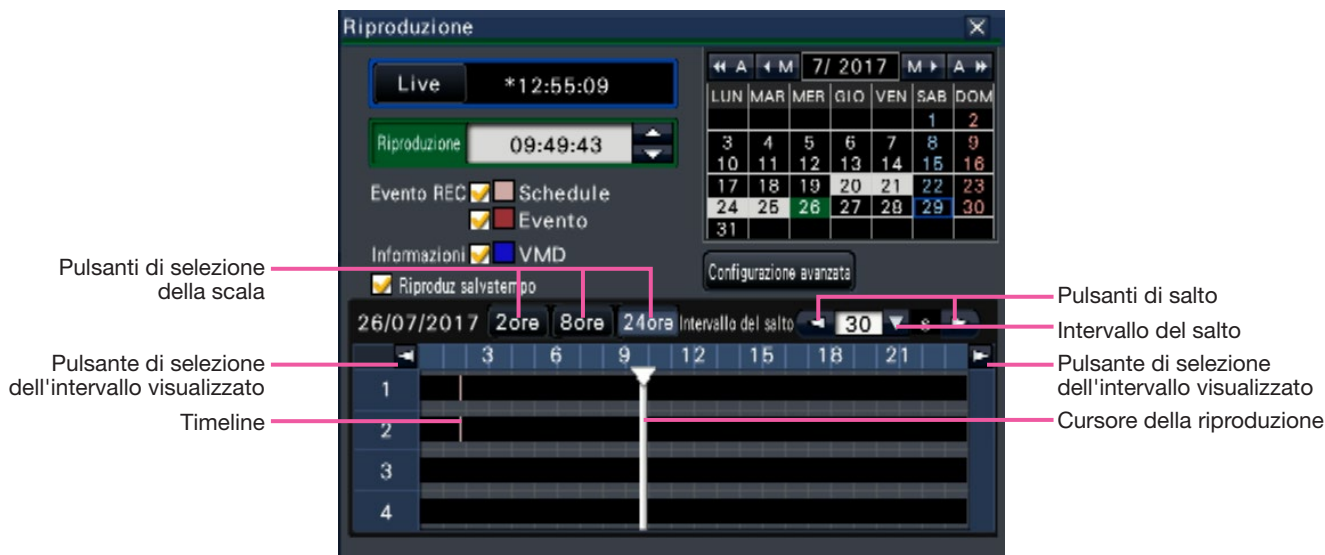 Riproduzione
Live *12:55:09
Riproduzione 09:49:43
Evento REC Schedule
Evento
Informazioni VMD
Riproduz salvatempo
A M 7/ 2017 M A
LUN MAR MER GIO VEN SAB DOM
1 2
3 4 5 6 7 8 9
10 11 12 13 14 15 16
17 18 19 20 21 22 23
24 25 26 27 28 29 30
31
Configurazione avanzata
26/07/2017 2ore 8ore 24ore Intervallo del salto 30 s
3 6 9 12 15 18 21
1
2
3
4
Pulsanti di selezione
della scala
Pulsante di selezione
dell'intervallo visualizzato
Timeline
Pulsanti di salto
Intervallo del salto
Pulsante di selezione
dell'intervallo visualizzato
Cursore della riproduzione